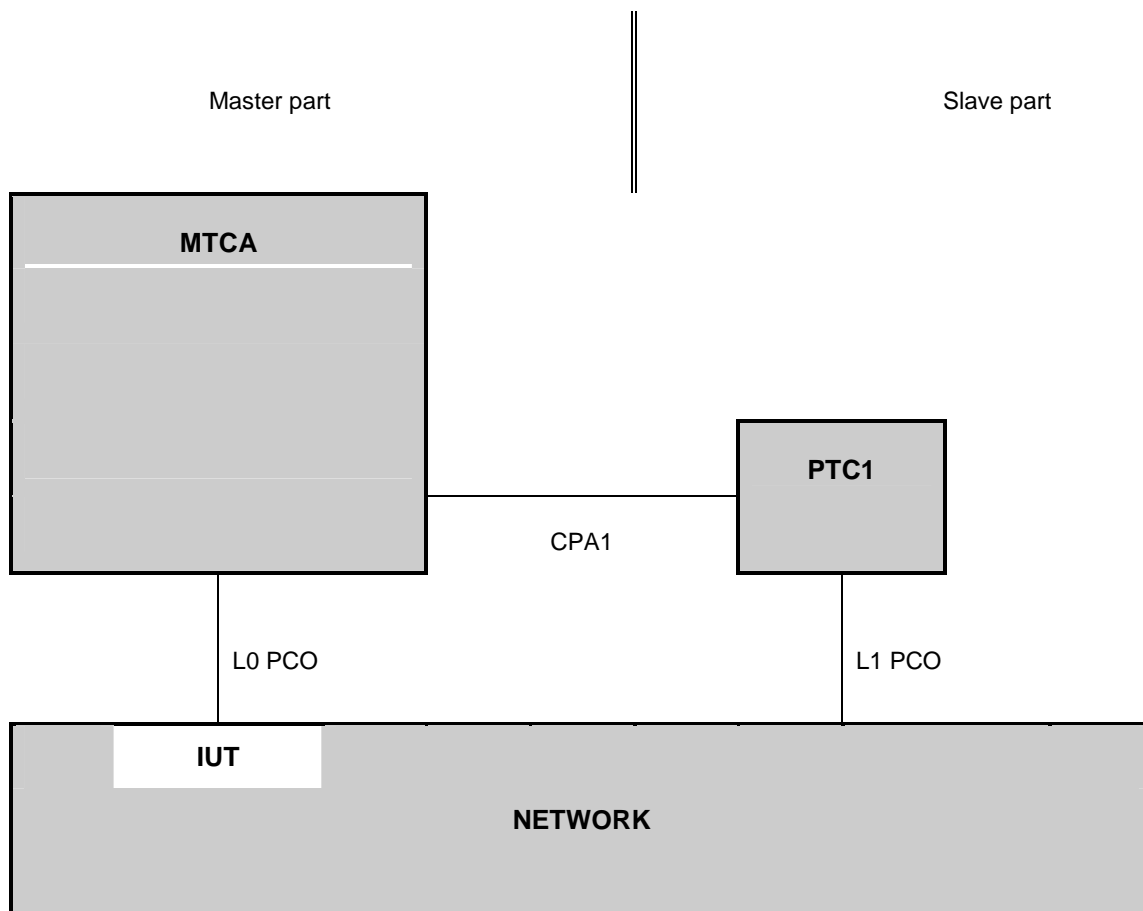 Master part
Slave part
MTCA
PTC1
CPA1
L0 PCO
L1 PCO
IUT
NETWORK